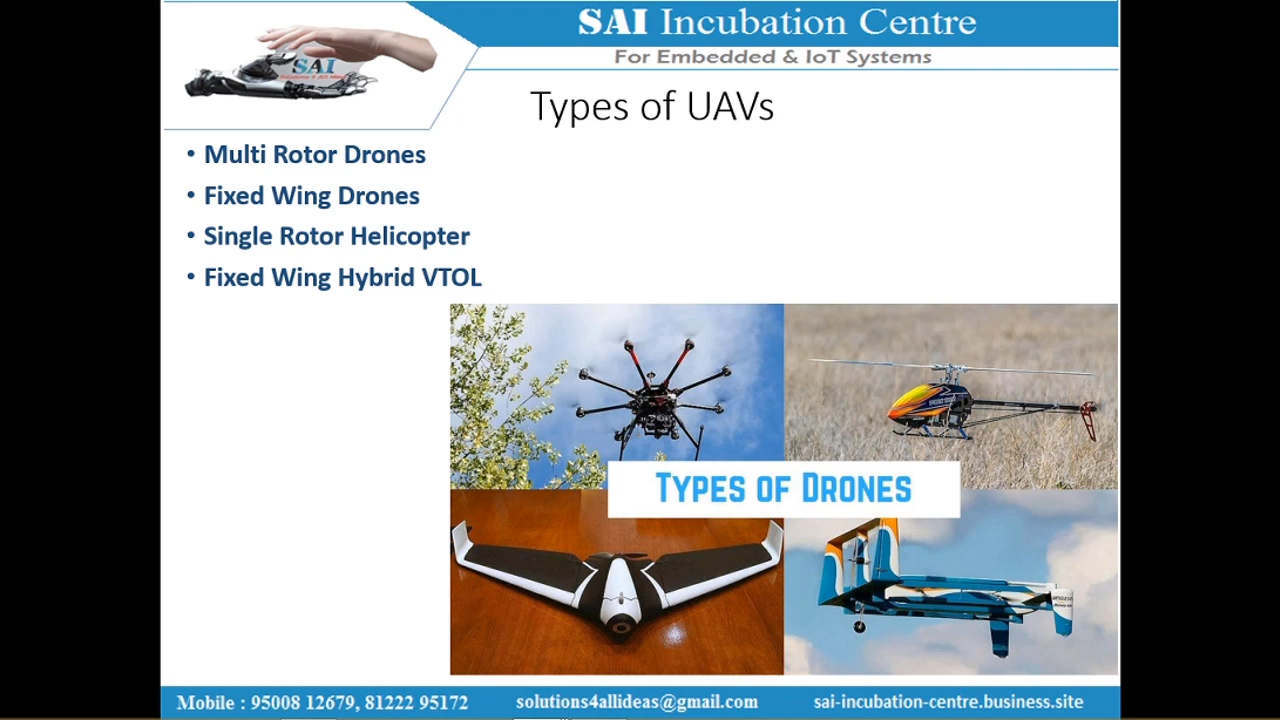 SAI Incubation Centre
For Embedded & IoT Systems
SAI
Types of UAVs
• Multi Rotor Drones
• Fixed Wing Drones
• Single Rotor Helicopter
• Fixed Wing Hybrid VTOL
TYPES OF DRONES
Mobile : 95008 12679, 81222 95172
solutions4allideas@gmail.com
sai-incubation-centre.business.site